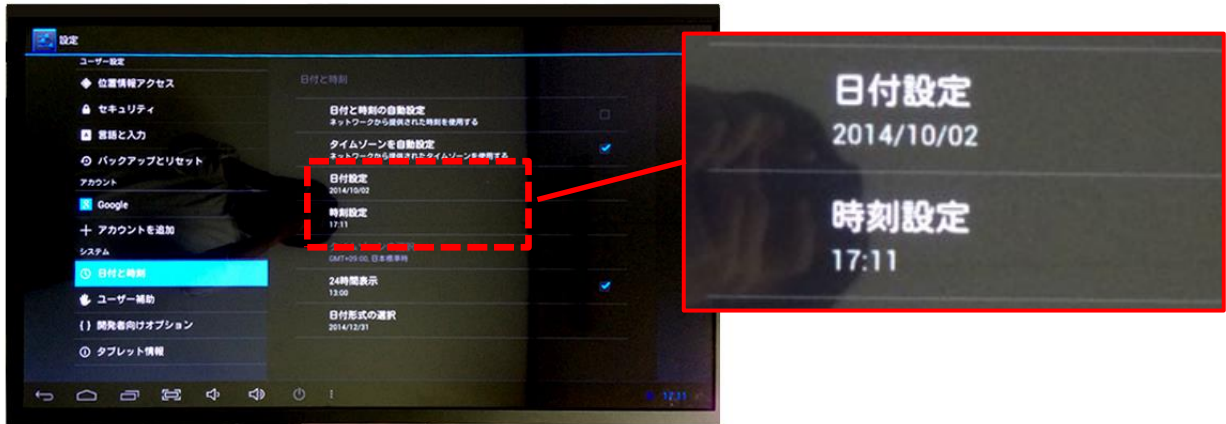 設定
ユーザー設定
位置情報アクセス
セキュリティ
A 言語と入力
バックアップとリセット
アカウント
8 Google
アカウントを追加
システム
日付と時刻
ユーザー補助
{ } 開発者向けオプション
タブレット情報
日付と時刻
日付と時刻の自動設定
ネットワークから提供された時刻を使用する
タイムゾーンを自動設定
ネットワークから提供されたタイムゾーンを使用する
日付設定
2014/10/02
時刻設定
17:11
GMT+09:00, 日本標準時
24時間表示
13:00
日付形式の選択
2014/12/31
17:11
日付設定
2014/10/02
時刻設定
17:11